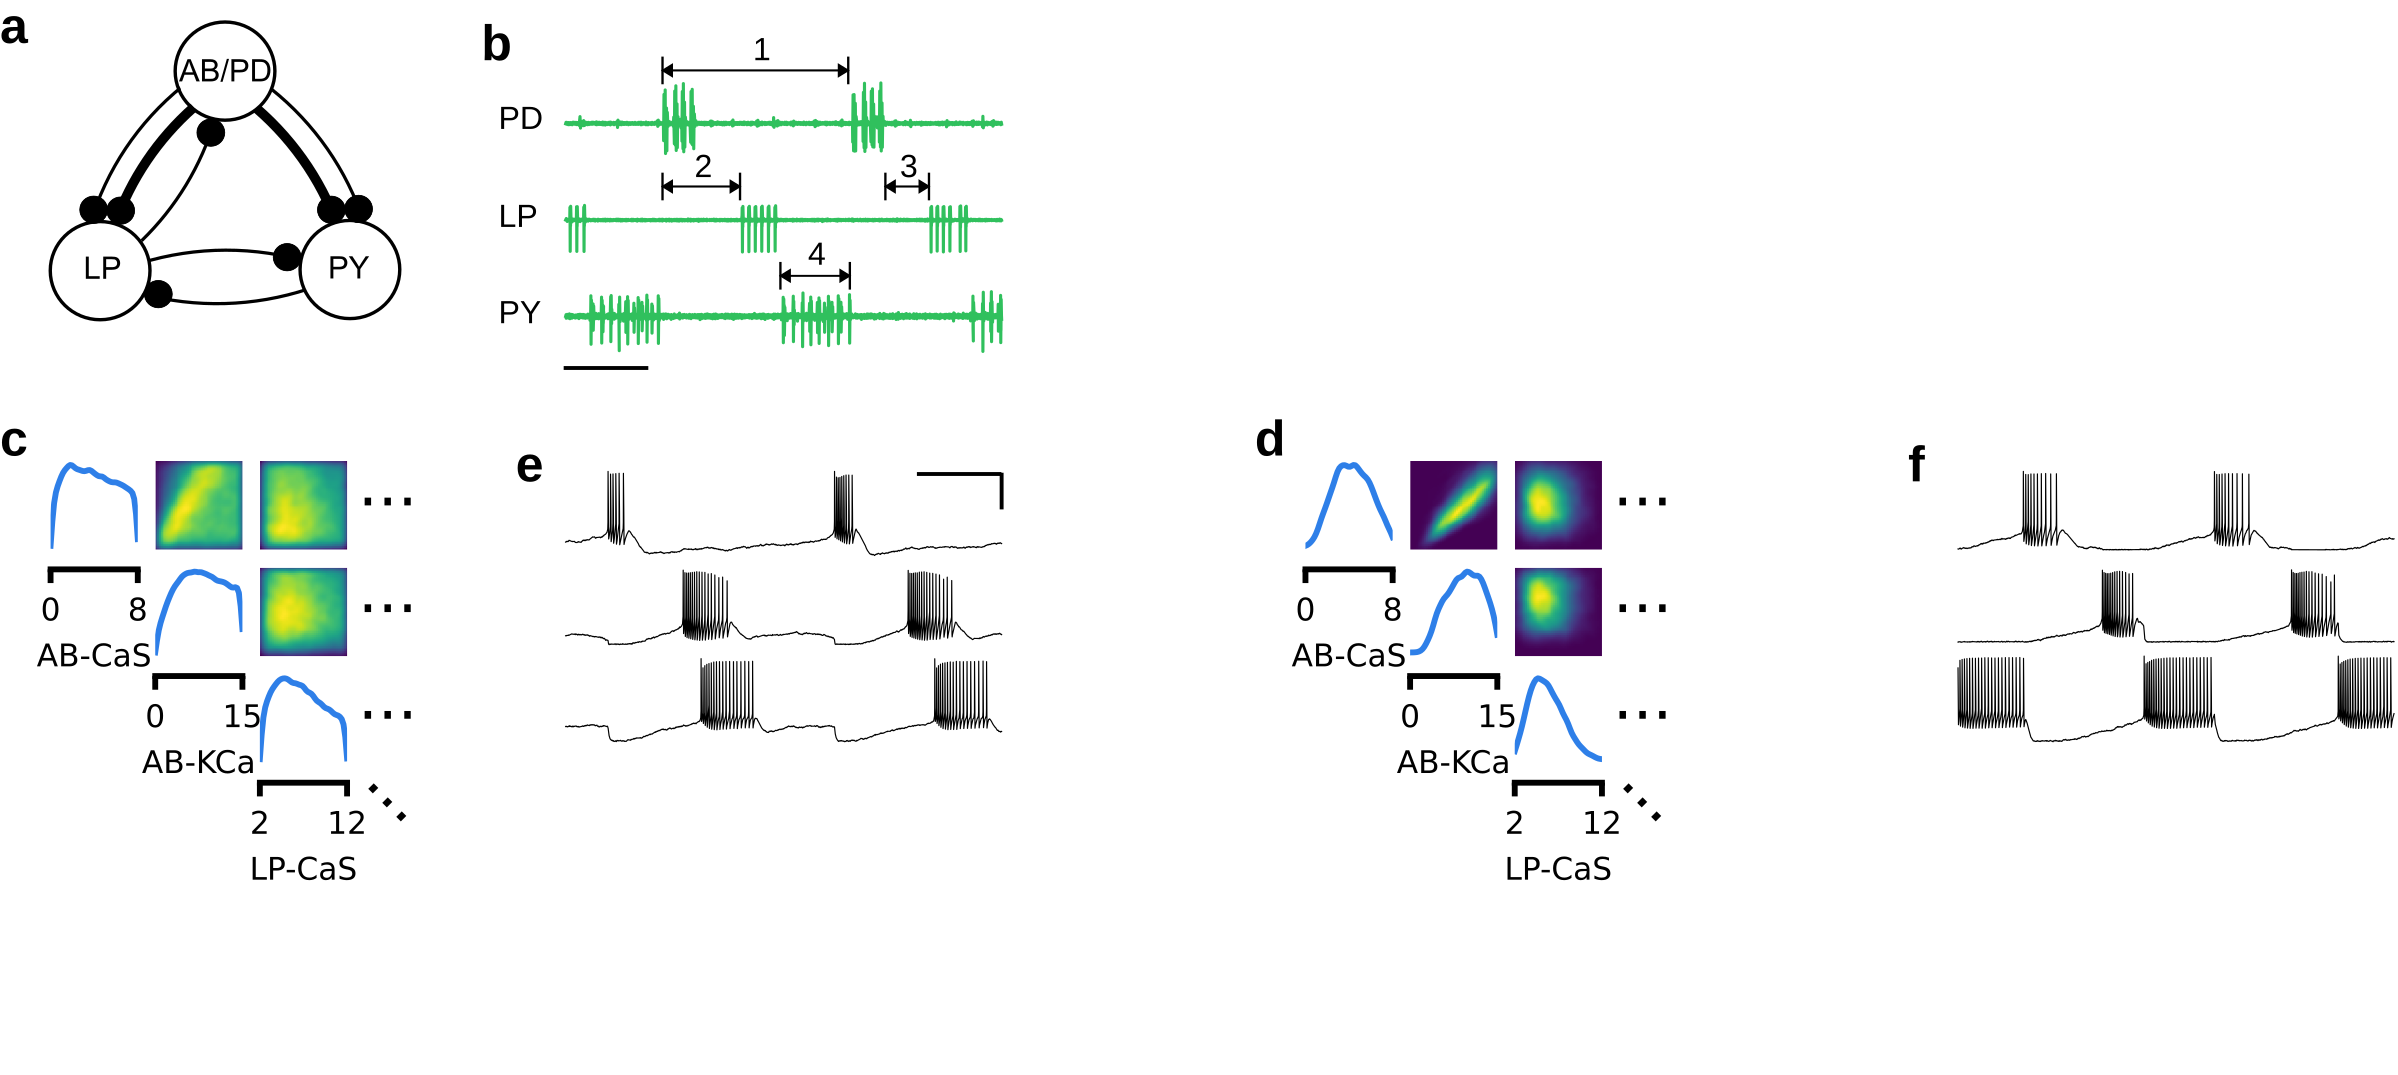 a
AB/PD
LP
PY
b
1
PD
2
3
LP
4
PY
c
...
0 8
AB-CaS
...
0 15
AB-KCa
...
2 12
LP-CaS
e
d
...
0 8
AB-CaS
...
0 15
AB-KCa
...
2 12
LP-CaS
f